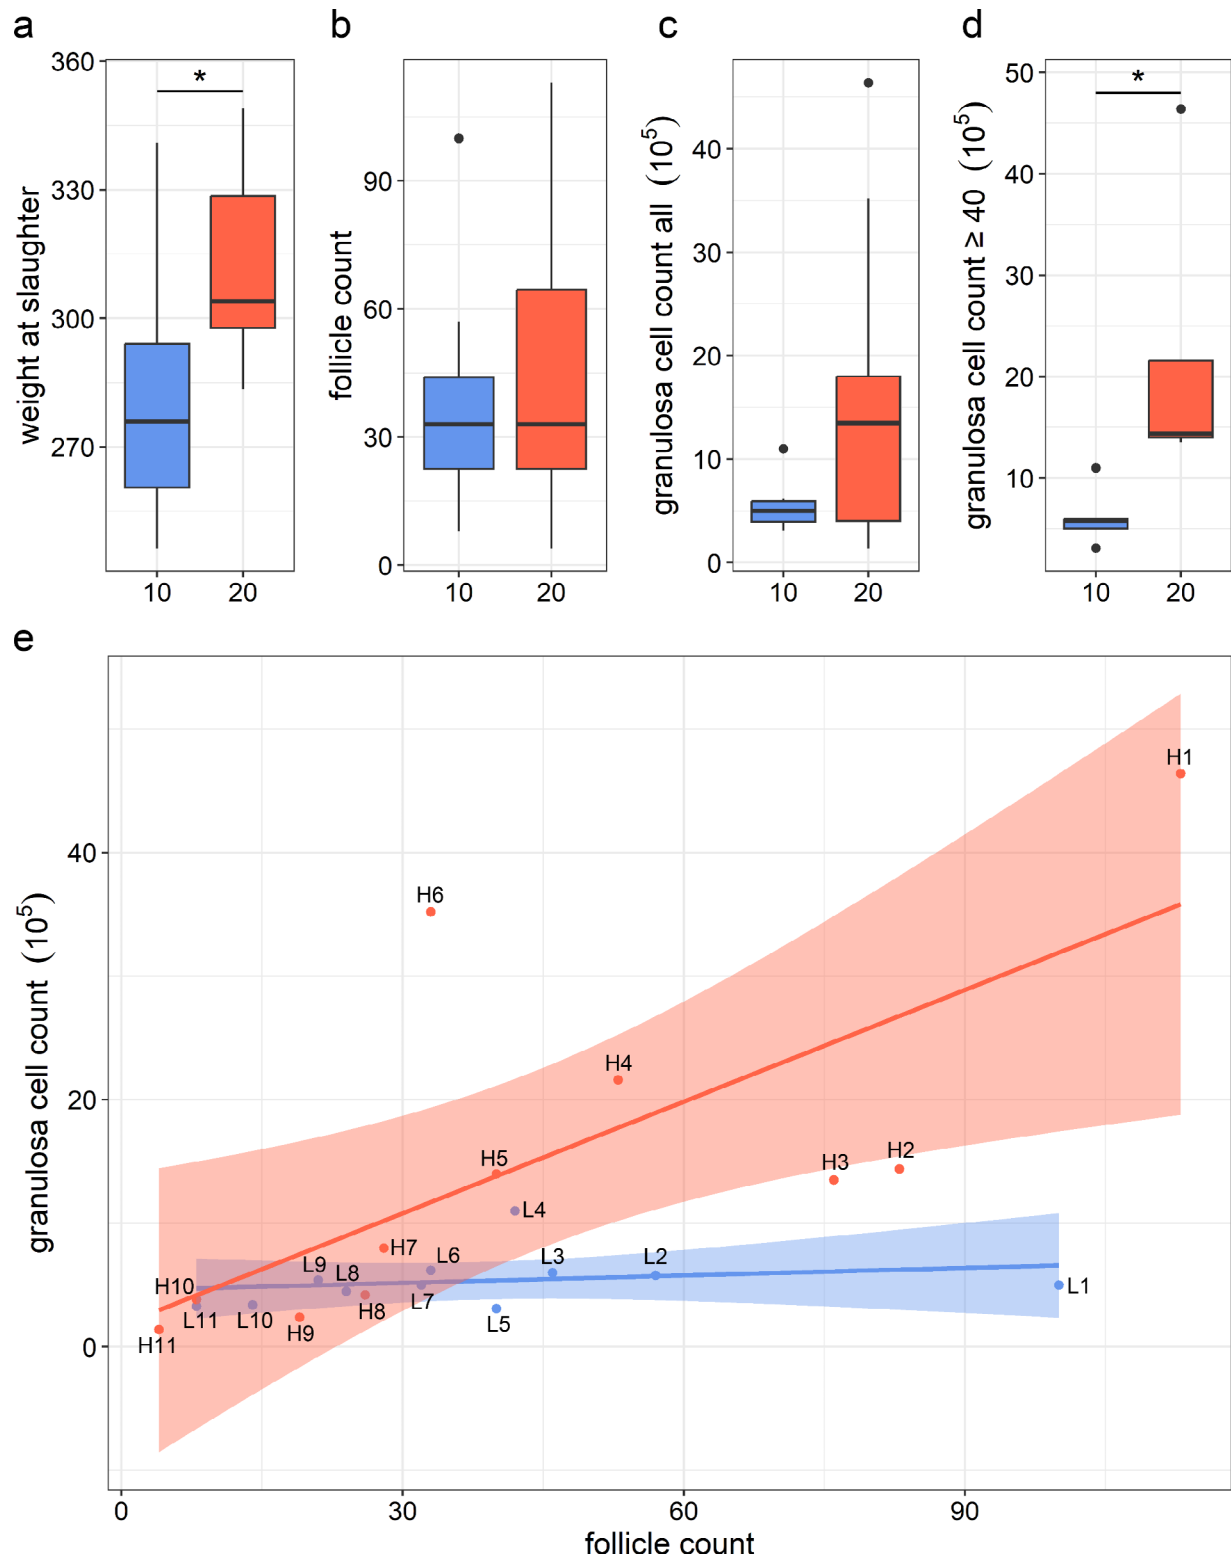 a
weight at slaughter
360
330
300
270
*
10 20
b
follicle count
90
60
30
0
10 20
c
granulosa cell count all (10⁵)
40
30
20
10
0
10 20
d
granulosa cell count ≥ 40 (10⁵)
50
40
30
20
10
*
10 20
e
granulosa cell count (10⁵)
40
20
0
H1
H6
H4
H5
H3
H2
L4
H7
L6
L3
L2
L9
L8
L1
H10
L7
L11
L10
H8
L5
H9
H11
0 30 60 90
follicle count